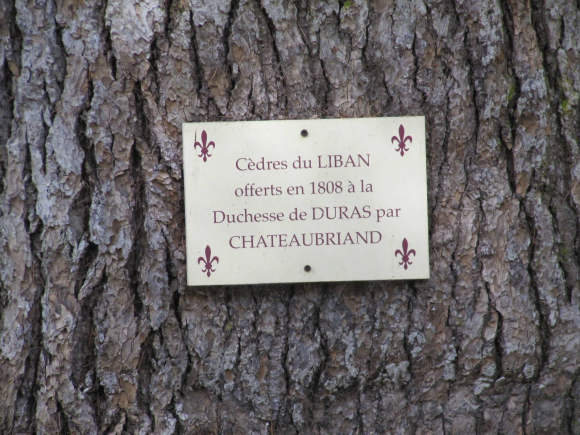 Cèdres du LIBAN
offerts en 1808 à la
Duchesse de DURAS par
CHATEAUBRIAND